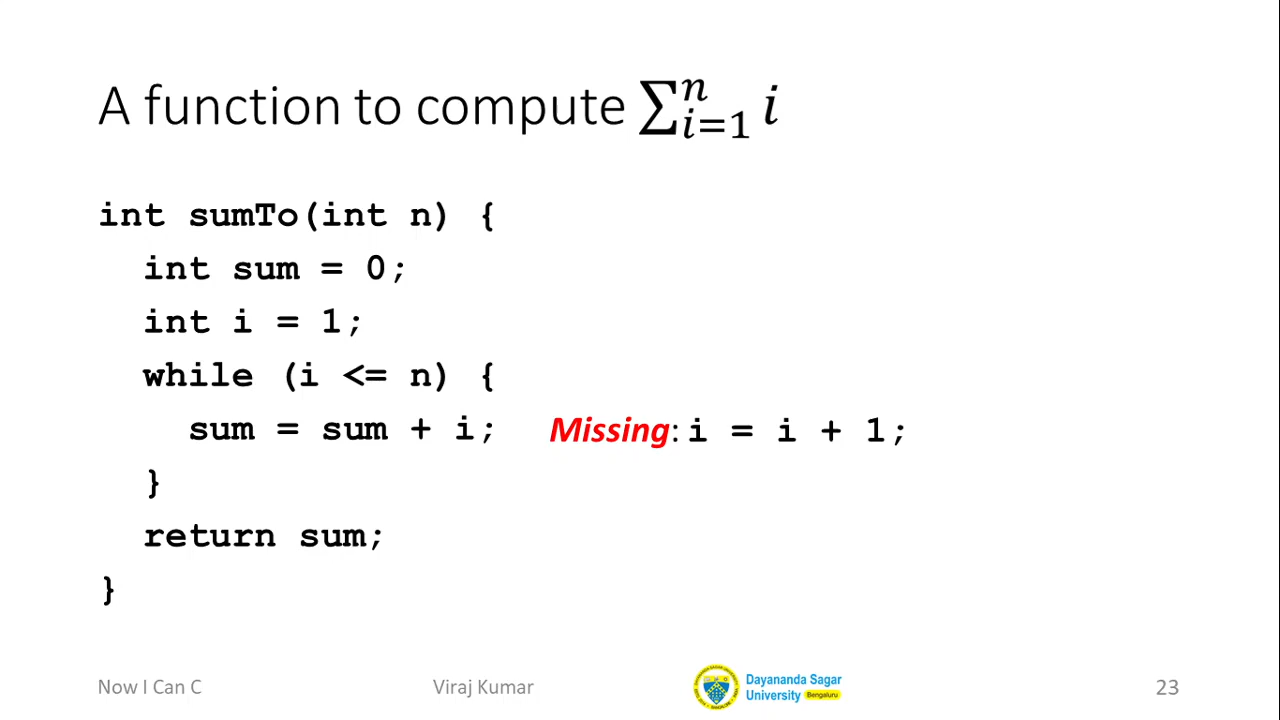 A function to compute ∑ⁿᵢ₌₁ i
int sumTo(int n) {
int sum = 0;
int i = 1;
while (i <= n) {
sum = sum + i; Missing: i = i + 1;
}
return sum;
}
Now I Can C
Viraj Kumar
Dayananda Sagar
University Bengaluru
23